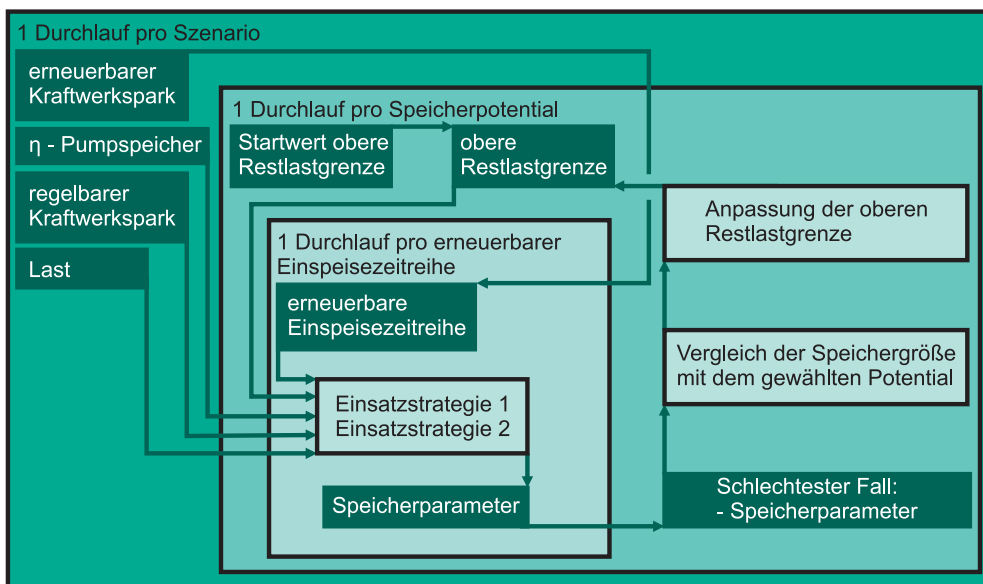 1 Durchlauf pro Szenario
erneuerbarer
Kraftwerkspark
η - Pumpspeicher
regelbarer
Kraftwerkspark
Last
1 Durchlauf pro Speicherpotential
Startwert obere
Restlastgrenze
obere
Restlastgrenze
1 Durchlauf pro erneuerbarer
Einspeisezeitreihe
erneuerbare
Einspeisezeitreihe
Einsatzstrategie 1
Einsatzstrategie 2
Speicherparameter
Anpassung der oberen
Restlastgrenze
Vergleich der Speichergröße
mit dem gewählten Potential
Schlechtester Fall:
- Speicherparameter